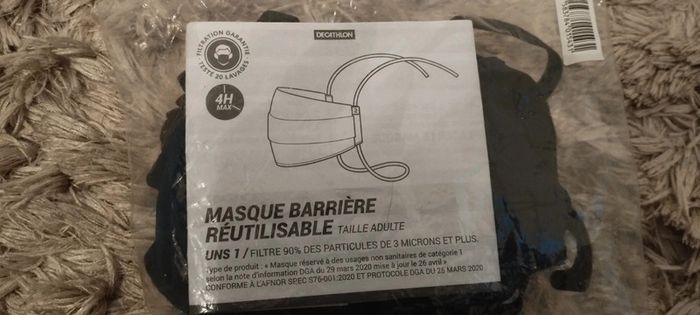 DECATHLON
FILTRATION GARANTIE
TESTÉ 20 LAVAGES
4H
MAX
MASQUE BARRIÈRE
RÉUTILISABLE TAILLE ADULTE
UNS 1 / FILTRE 90% DES PARTICULES DE 3 MICRONS ET PLUS.
Type de produit : « Masque réservé à des usages non sanitaires de catégorie 1
selon la note d'information DGA du 29 mars 2020 mise à jour le 26 avril »
CONFORME À L'AFNOR SPEC S76-001:2020 ET PROTOCOLE DGA DU 25 MARS 2020